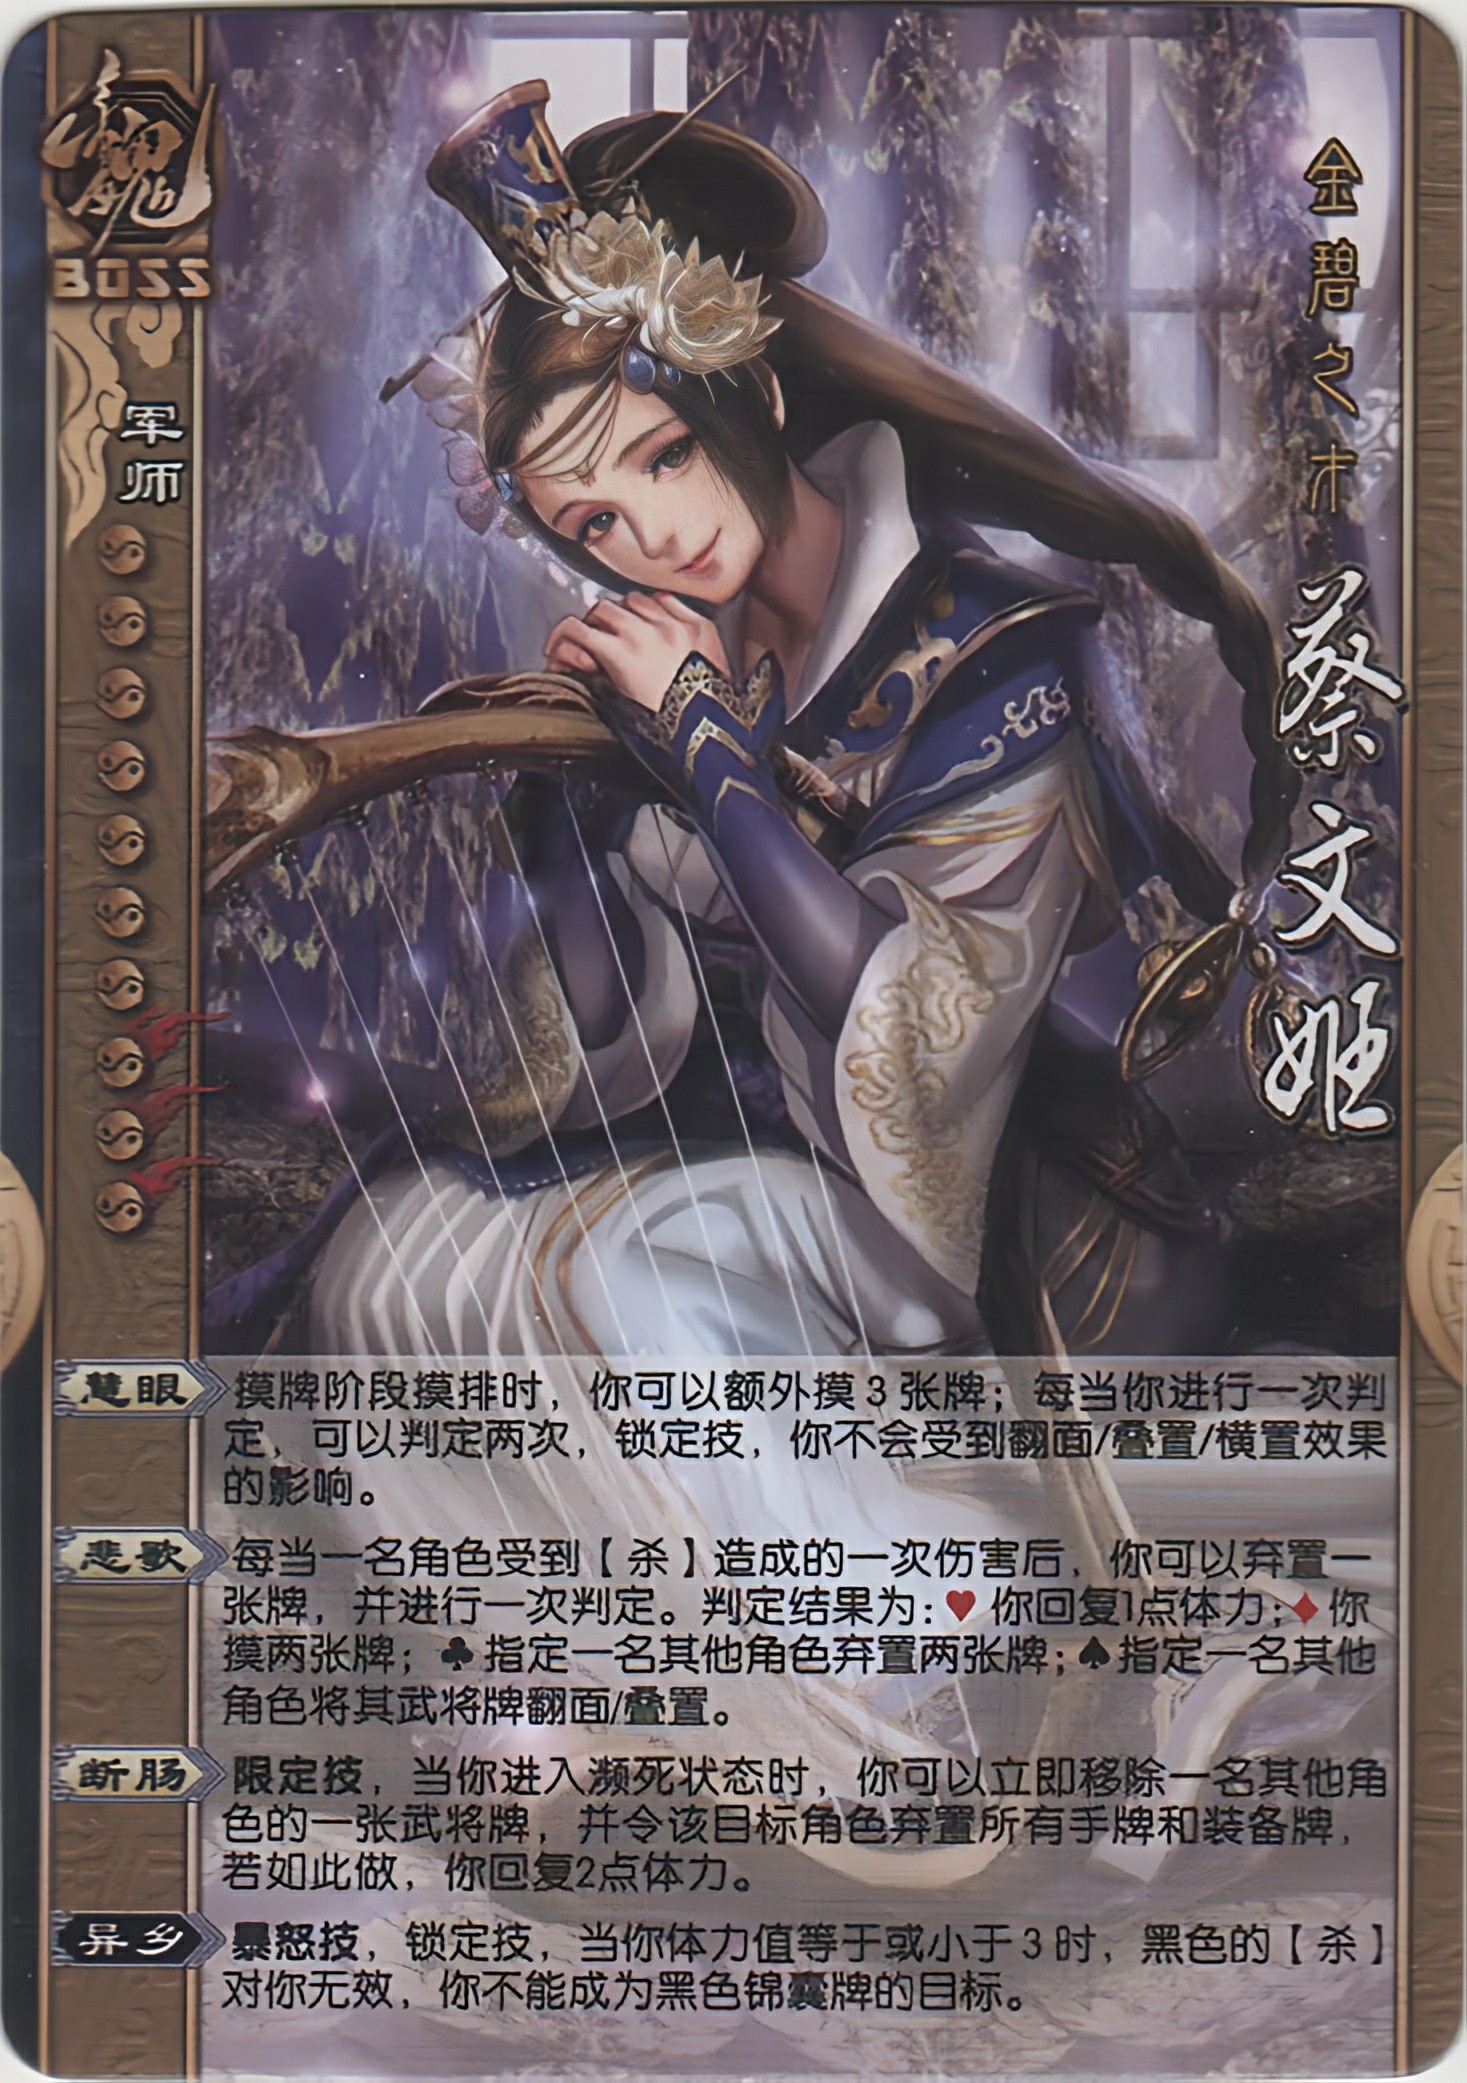 魂
BOSS
军师
金碧之才
蔡文姬
慧眼
摸牌阶段摸排时，你可以额外摸3张牌；每当你进行一次判
定，可以判定两次，锁定技，你不会受到翻面/叠置/横置效果
的影响。
悲歌
每当一名角色受到【杀】造成的一次伤害后，你可以弃置一
张牌，并进行一次判定。判定结果为：♥你回复1点体力；♦你
摸两张牌；♣指定一名其他角色弃置两张牌；♠指定一名其他
角色将其武将牌翻面/叠置。
断肠
限定技，当你进入濒死状态时，你可以立即移除一名其他角
色的一张武将牌，并令该目标角色弃置所有手牌和装备牌，
若如此做，你回复2点体力。
异乡
暴怒技，锁定技，当你体力值等于或小于3时，黑色的【杀】
对你无效，你不能成为黑色锦囊牌的目标。